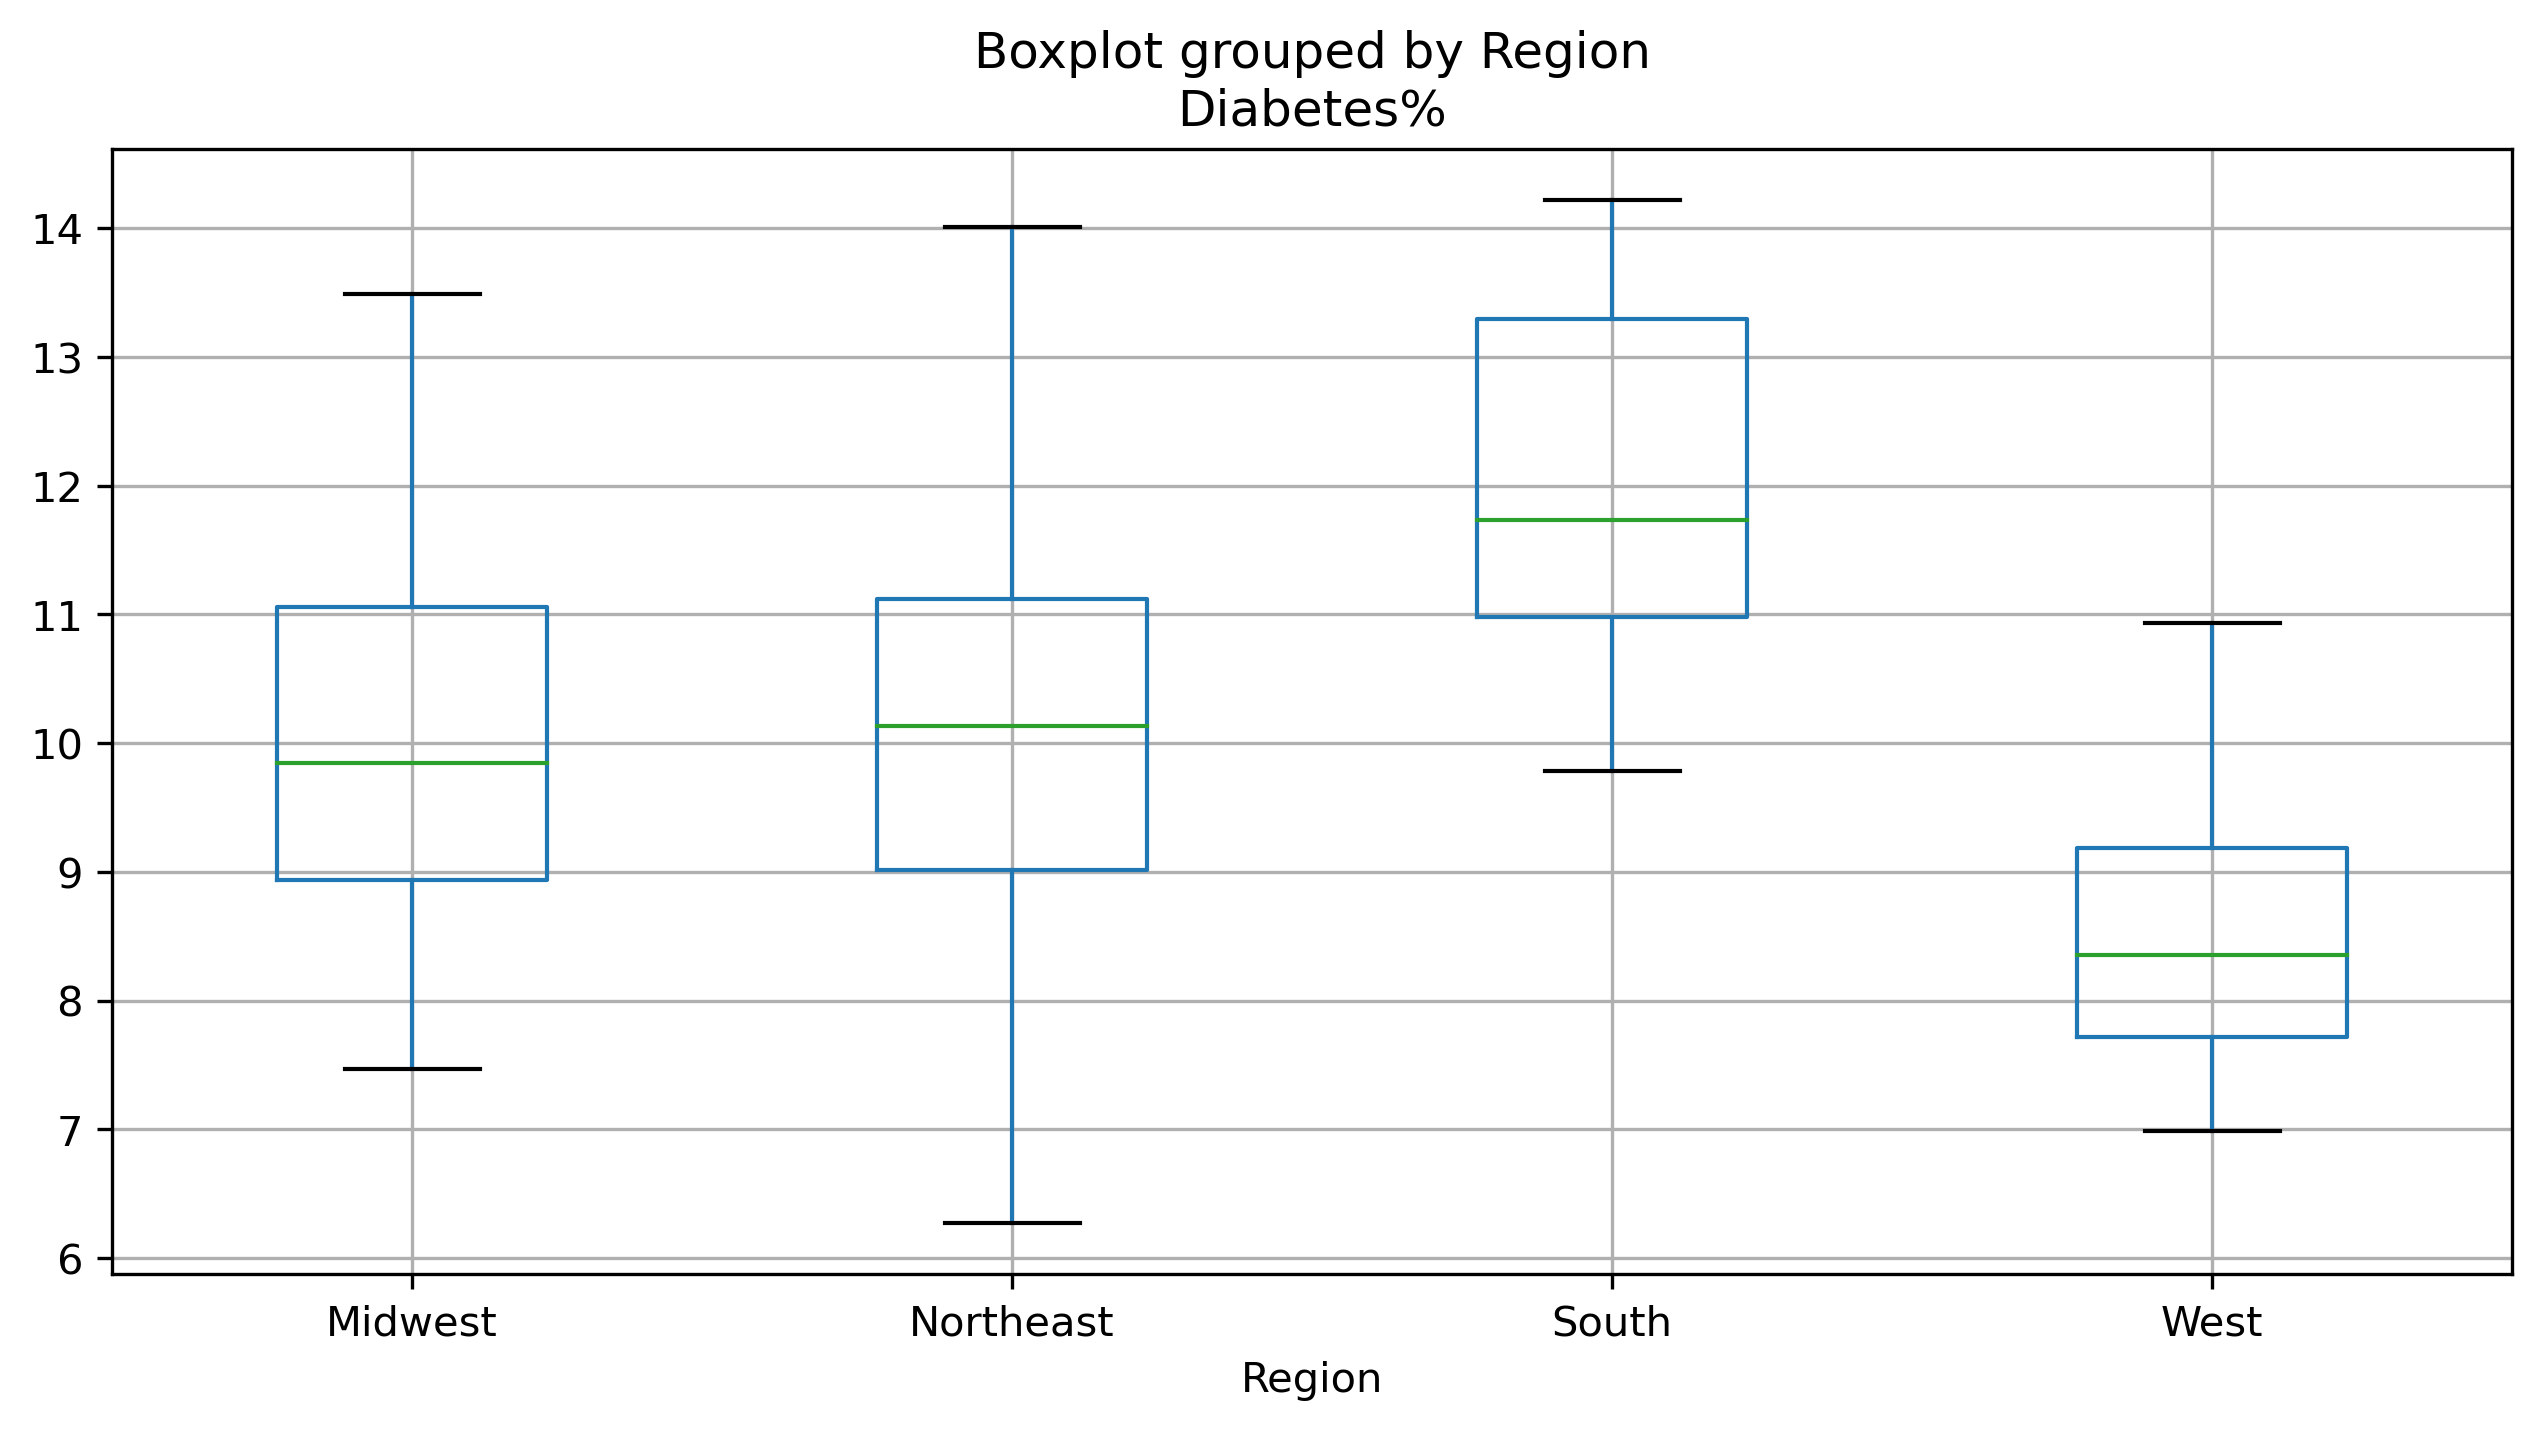 Boxplot grouped by Region
Diabetes%
14
13
12
11
10
9
8
7
6
Midwest Northeast South West
Region